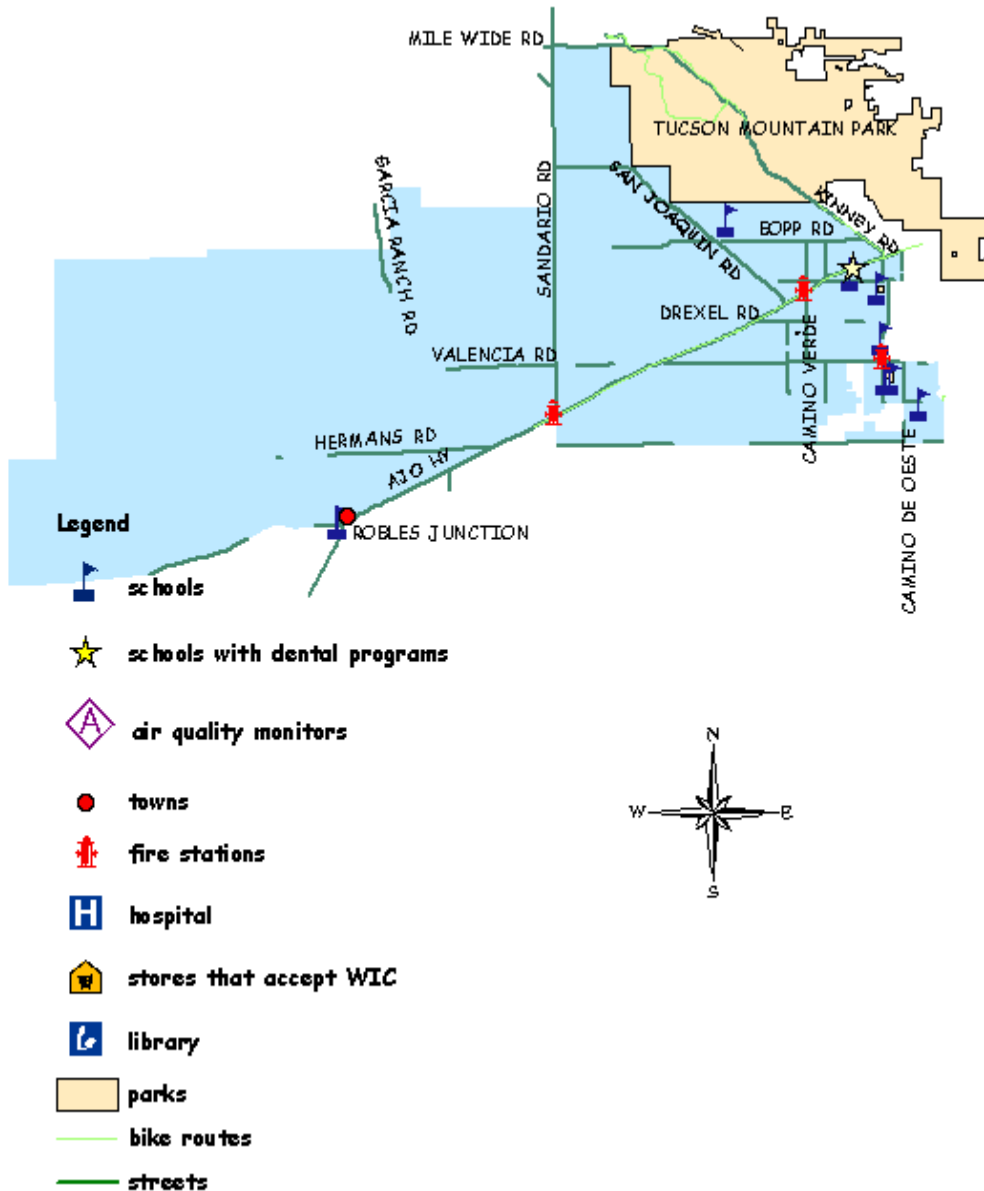 MILE WIDE RD
TUCSON MOUNTAIN PARK
GARCIA RANCH RD
SANDARIO RD
SAN JOAQUIN RD
KINNEY RD
BOPP RD
DREXEL RD
VALENCIA RD
CAMINO VERDE
HERMANS RD
AJO HY
CAMINO DE OESTE
ROBLES JUNCTION
Legend
schools
schools with dental programs
A
air quality monitors
towns
fire stations
H
hospital
stores that accept WIC
library
parks
bike routes
streets
N
W
E
S